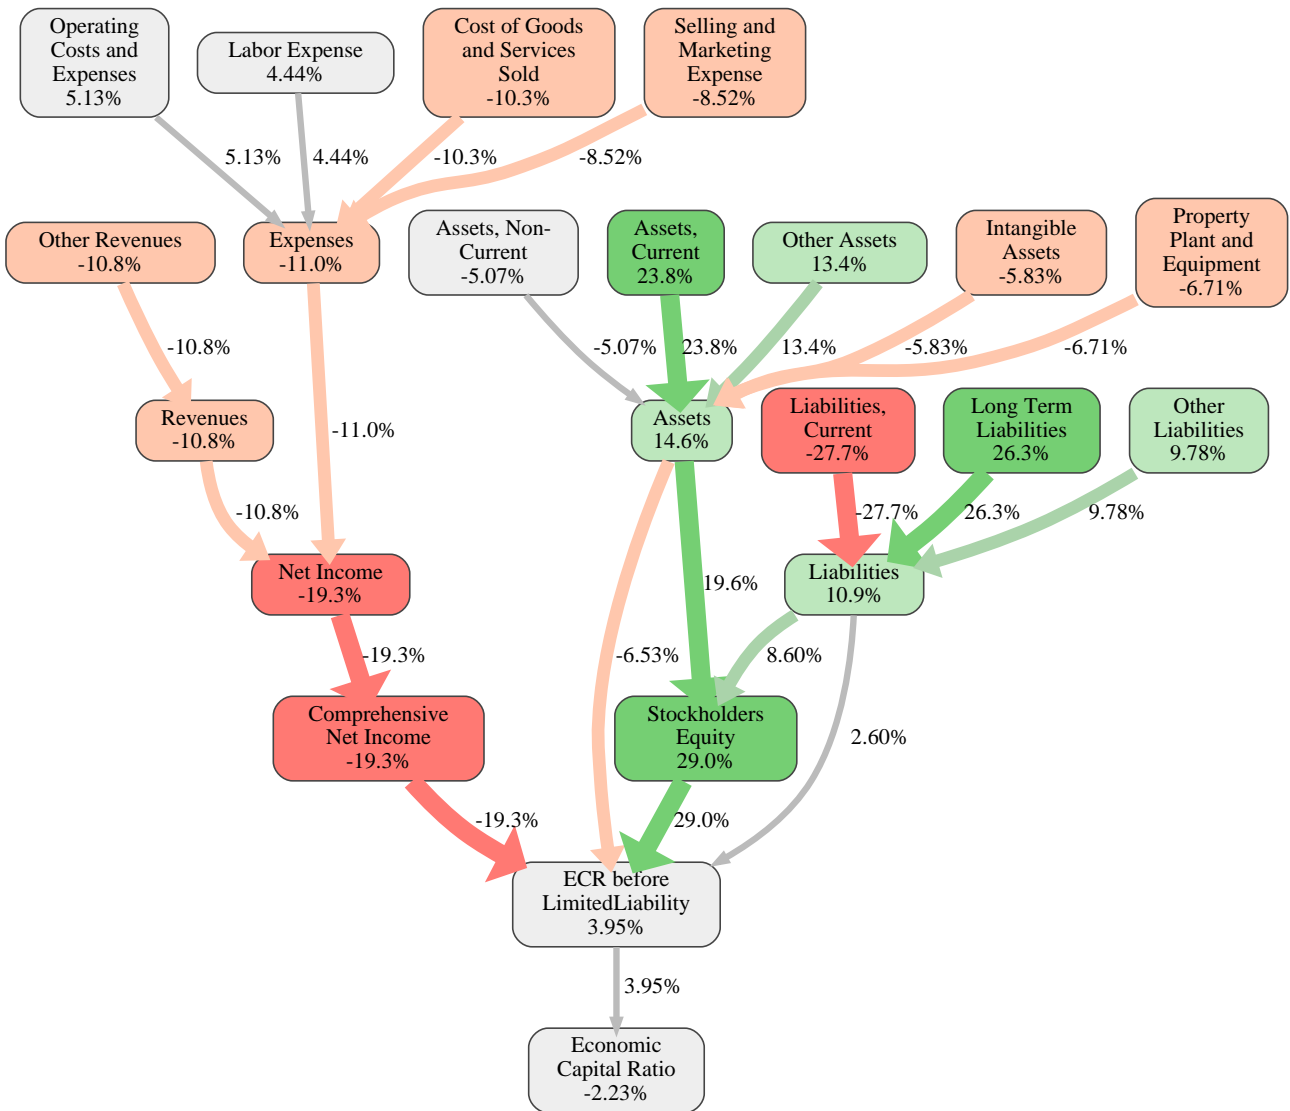 Operating
Costs and
Expenses
5.13%
Labor Expense
4.44%
Cost of Goods
and Services
Sold
-10.3%
Selling and
Marketing
Expense
-8.52%
5.13%
4.44%
-10.3%
-8.52%
Other Revenues
-10.8%
Expenses
-11.0%
Assets, Non-
Current
-5.07%
Assets,
Current
23.8%
Other Assets
13.4%
Intangible
Assets
-5.83%
Property
Plant and
Equipment
-6.71%
-10.8%
-5.07%
23.8%
13.4%
-5.83%
-6.71%
Revenues
-10.8%
-11.0%
Assets
14.6%
Liabilities,
Current
-27.7%
Long Term
Liabilities
26.3%
Other
Liabilities
9.78%
-10.8%
-27.7%
26.3%
9.78%
Net Income
-19.3%
19.6%
Liabilities
10.9%
-19.3%
-6.53%
8.60%
Comprehensive
Net Income
-19.3%
Stockholders
Equity
29.0%
2.60%
-19.3%
29.0%
ECR before
LimitedLiability
3.95%
3.95%
Economic
Capital Ratio
-2.23%